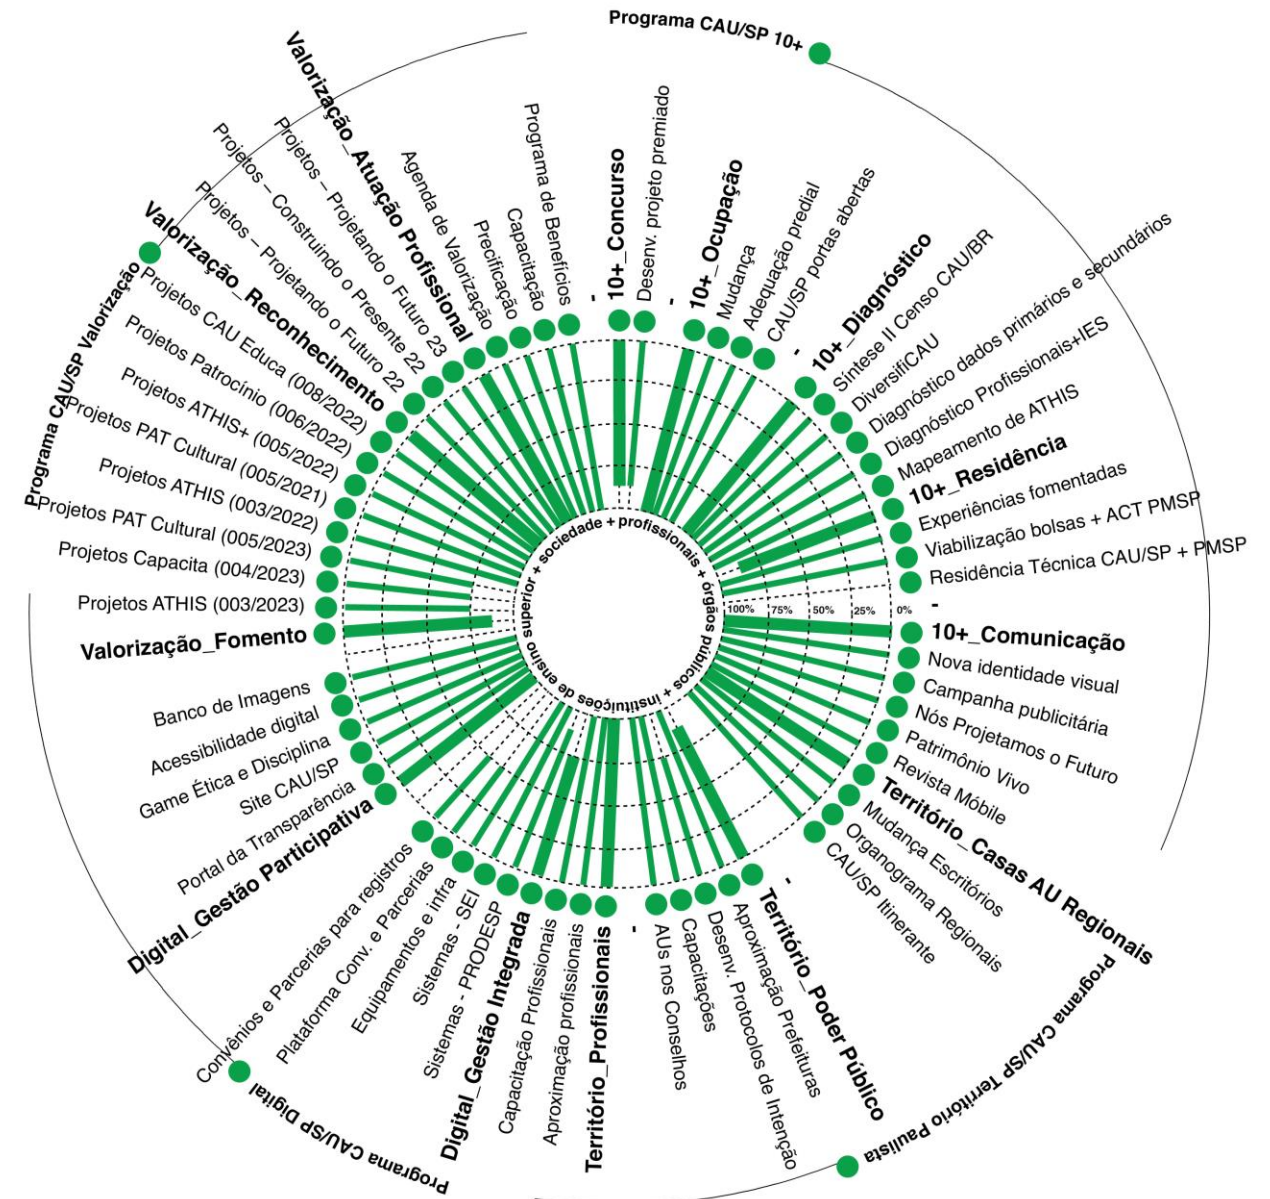 Programa CAU/SP 10+
-
10+_Concurso
Desenv. projeto premiado
-
10+_Ocupação
Mudança
Adequação predial
CAU/SP portas abertas
-
10+_Diagnóstico
Síntese II Censo CAU/BR
DiversifiCAU
Diagnóstico dados primários e secundários
Diagnóstico Profissionais+IES
Mapeamento de ATHIS
10+_Residência
Experiências fomentadas
Viabilização bolsas + ACT PMSP
Residência Técnica CAU/SP + PMSP
-
10+_Comunicação
Nova identidade visual
Campanha publicitária
Nós Projetamos o Futuro
Patrimônio Vivo
Revista Móbile
Território_Casas AU Regionais
Mudança Escritórios
Organograma Regionais
CAU/SP Itinerante
-
Programa CAU/SP Território Paulista
Território_Poder Público
Aproximação Prefeituras
Desenv. Protocolos de Intenção
Capacitações
AUs nos Conselhos
-
Território_Profissionais
Aproximação profissionais
Capacitação Profissionais
Digital_Gestão Integrada
Sistemas - PRODESP
Sistemas - SEI
Equipamentos e infra
Plataforma Conv. e Parcerias
Convênios e Parcerias para registros
Programa CAU/SP Digital
Digital_Gestão Participativa
Portal da Transparência
Site CAU/SP
Game Ética e Disciplina
Acessibilidade digital
Banco de Imagens
Valorização_Fomento
Projetos ATHIS (003/2023)
Projetos Capacita (004/2023)
Projetos PAT Cultural (005/2023)
Projetos ATHIS (003/2022)
Projetos PAT Cultural (005/2021)
Projetos ATHIS+ (005/2022)
Projetos Patrocínio (006/2022)
Projetos CAU Educa (008/2022)
Programa CAU/SP Valorização
Valorização_Reconhecimento
Projetos – Projetando o Futuro 22
Projetos – Construindo o Presente 22
Projetos – Projetando o Futuro 23
Valorização_Atuação Profissional
Agenda de Valorização
Precificação
Capacitação
Programa de Benefícios
sociedade + profissionais + órgãos públicos + instituições de ensino superior +
100% 75% 50% 25% 0%